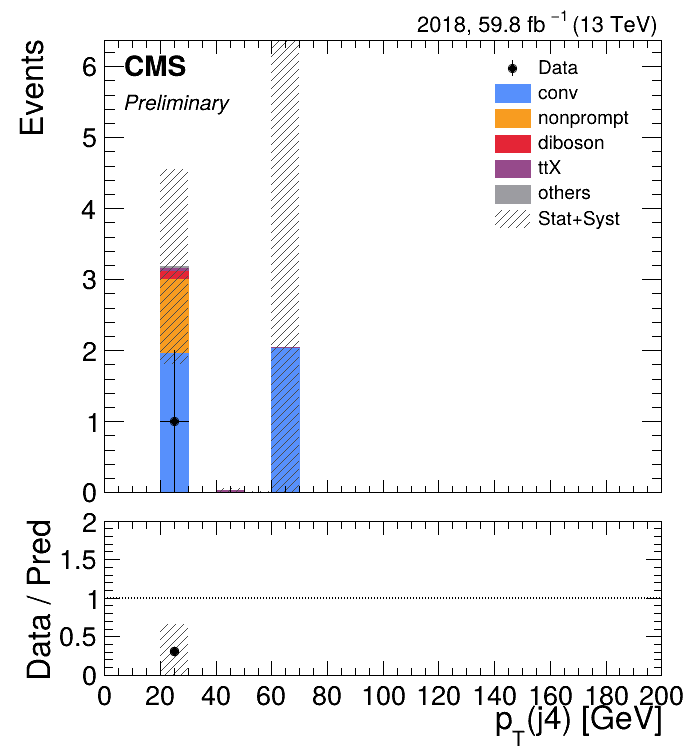 2018, 59.8 fb⁻¹ (13 TeV)
CMS
Preliminary
Events
6
5
4
3
2
1
0
Data
conv
nonprompt
diboson
ttX
others
Stat+Syst
Data / Pred
2
1.5
1
0.5
0
0 20 40 60 80 100 120 140 160 180 200
p_T(j4) [GeV]